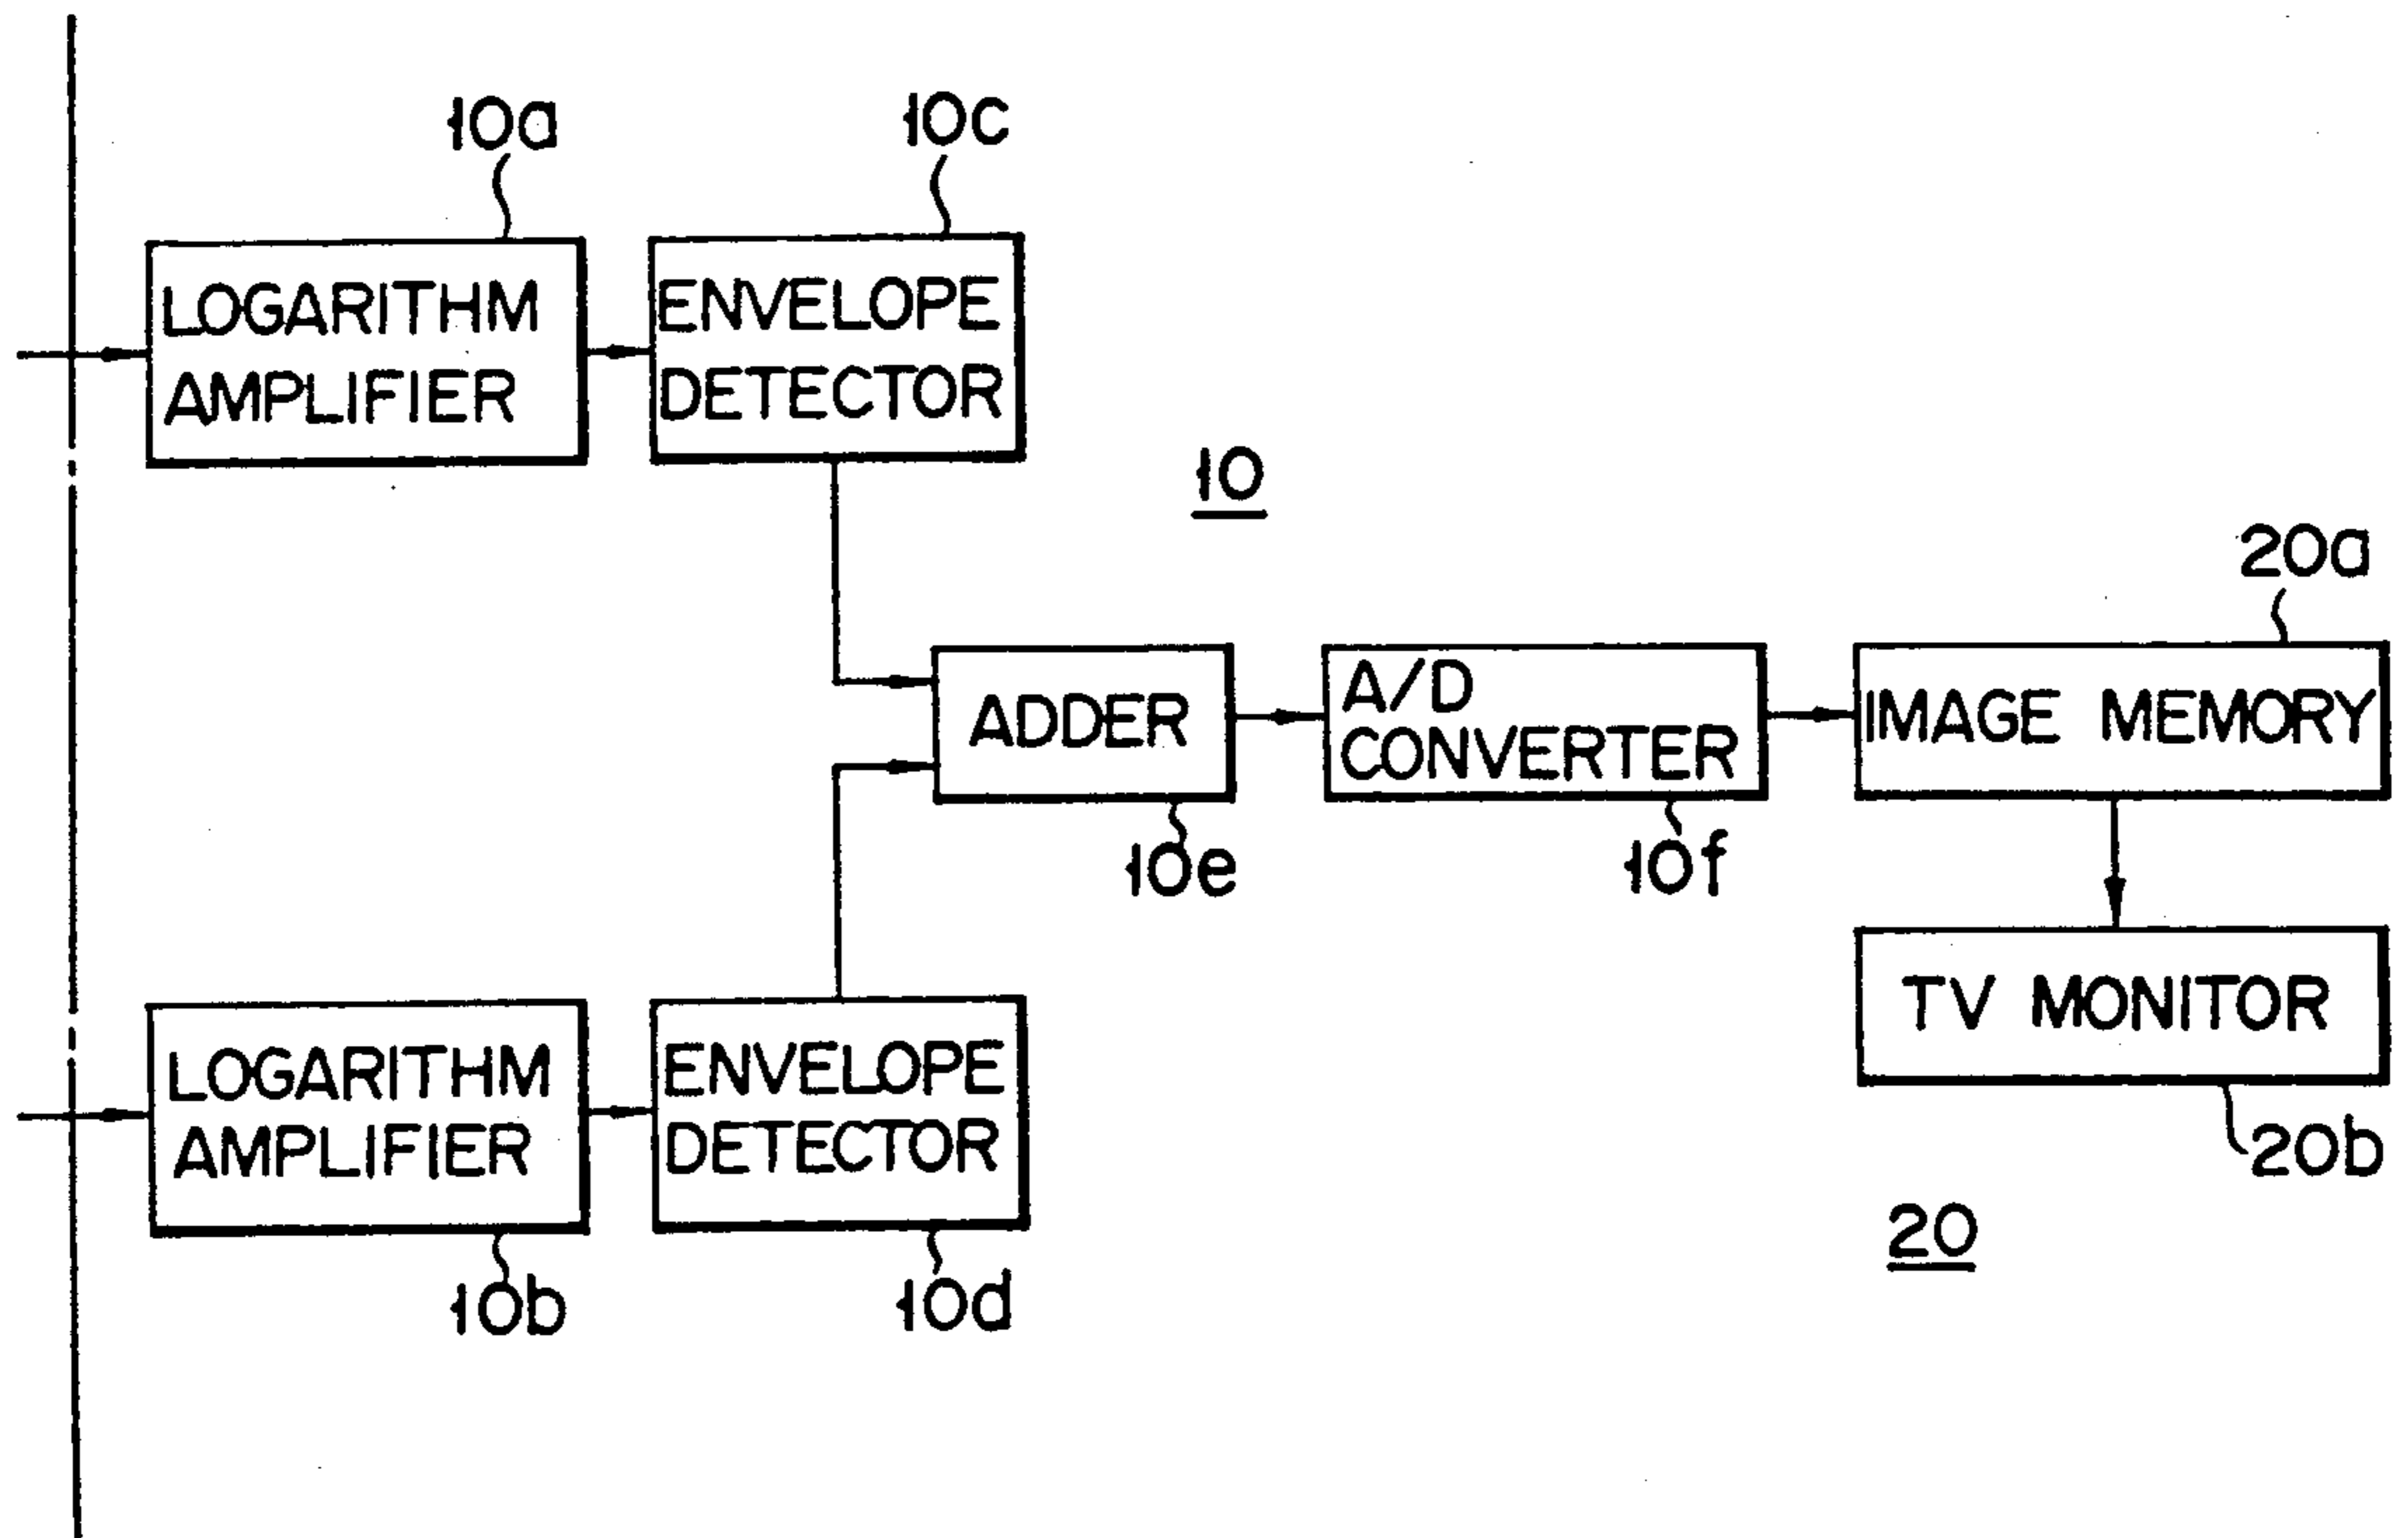 10a
10c
LOGARITHM
AMPLIFIER
ENVELOPE
DETECTOR
10
20a
ADDER
A/D
CONVERTER
IMAGE MEMORY
10e
10f
TV MONITOR
20b
LOGARITHM
AMPLIFIER
ENVELOPE
DETECTOR
20
10b
10d